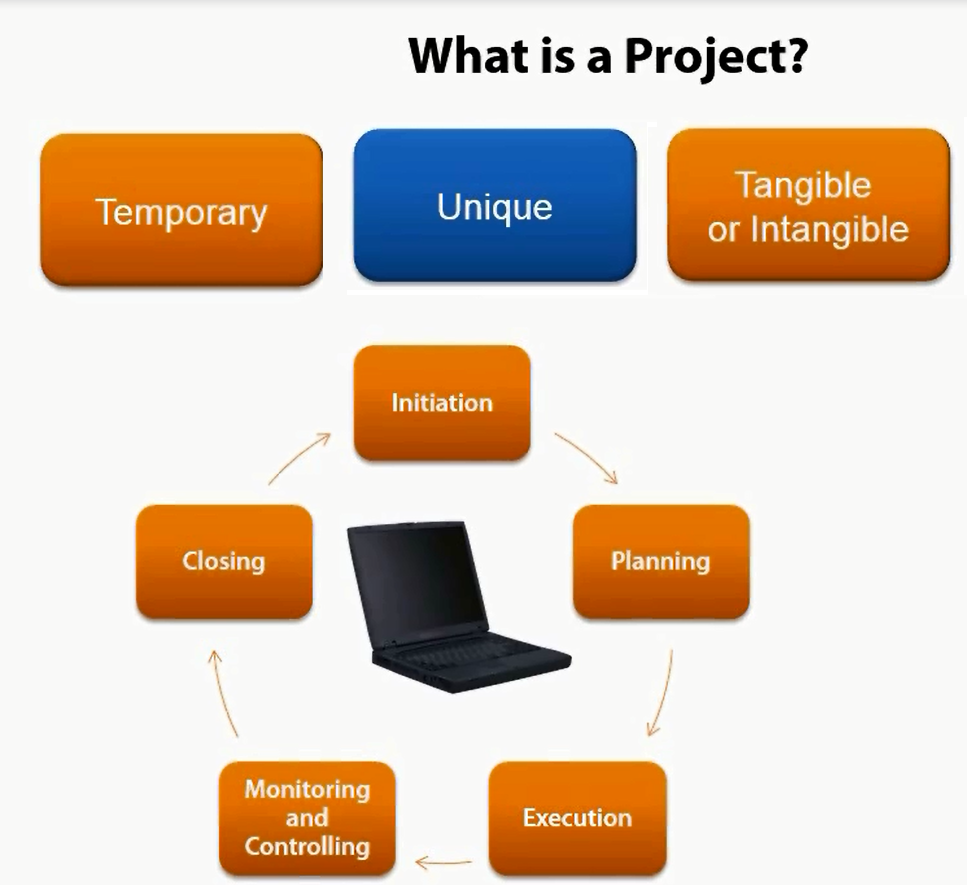 What is a Project?
Temporary
Unique
Tangible
or Intangible
Initiation
Closing
Planning
Monitoring
and
Controlling
Execution